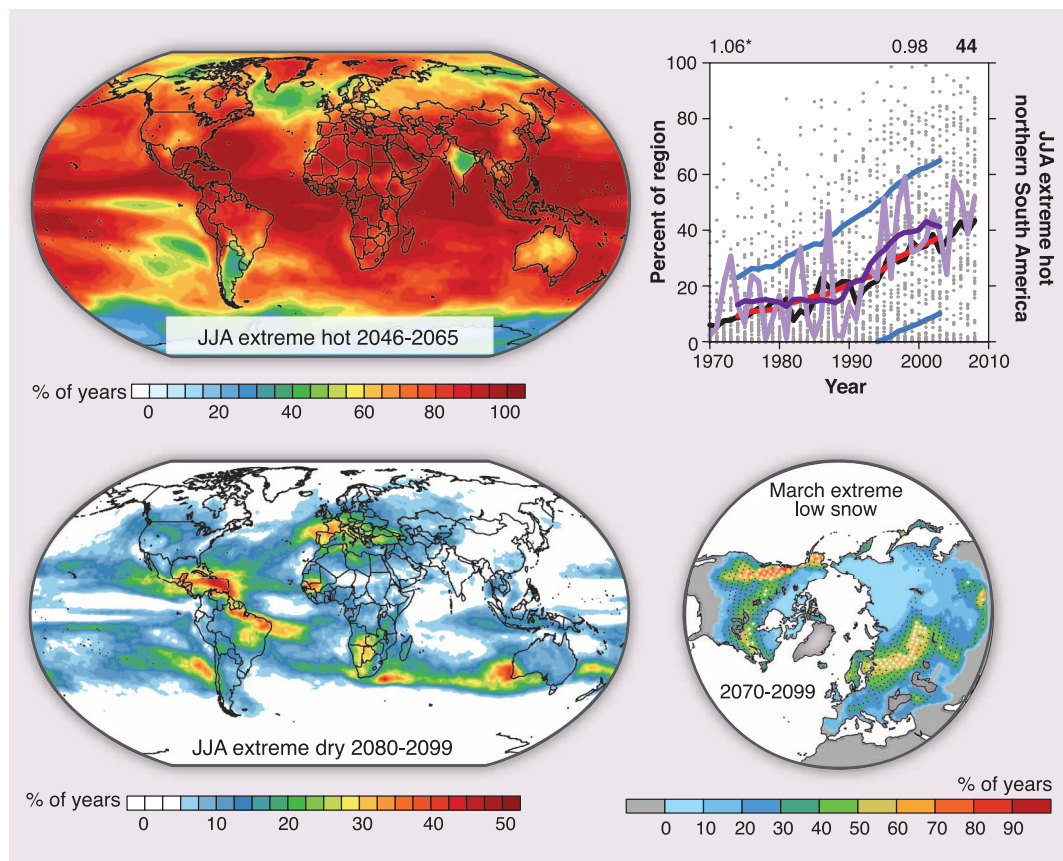 JJA extreme hot 2046-2065
% of years
0 20 40 60 80 100
1.06* 0.98 44
100
80
60
40
20
0
Percent of region
1970 1980 1990 2000 2010
Year
JJA extreme hot
northern South America
JJA extreme dry 2080-2099
% of years
0 10 20 30 40 50
March extreme
low snow
2070-2099
% of years
0 10 20 30 40 50 60 70 80 90